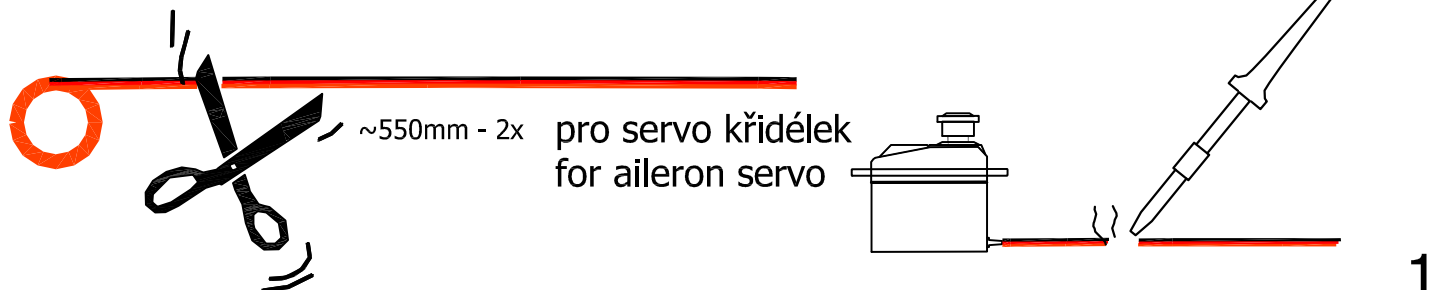 ~550mm - 2x
pro servo křidélek
for aileron servo
1